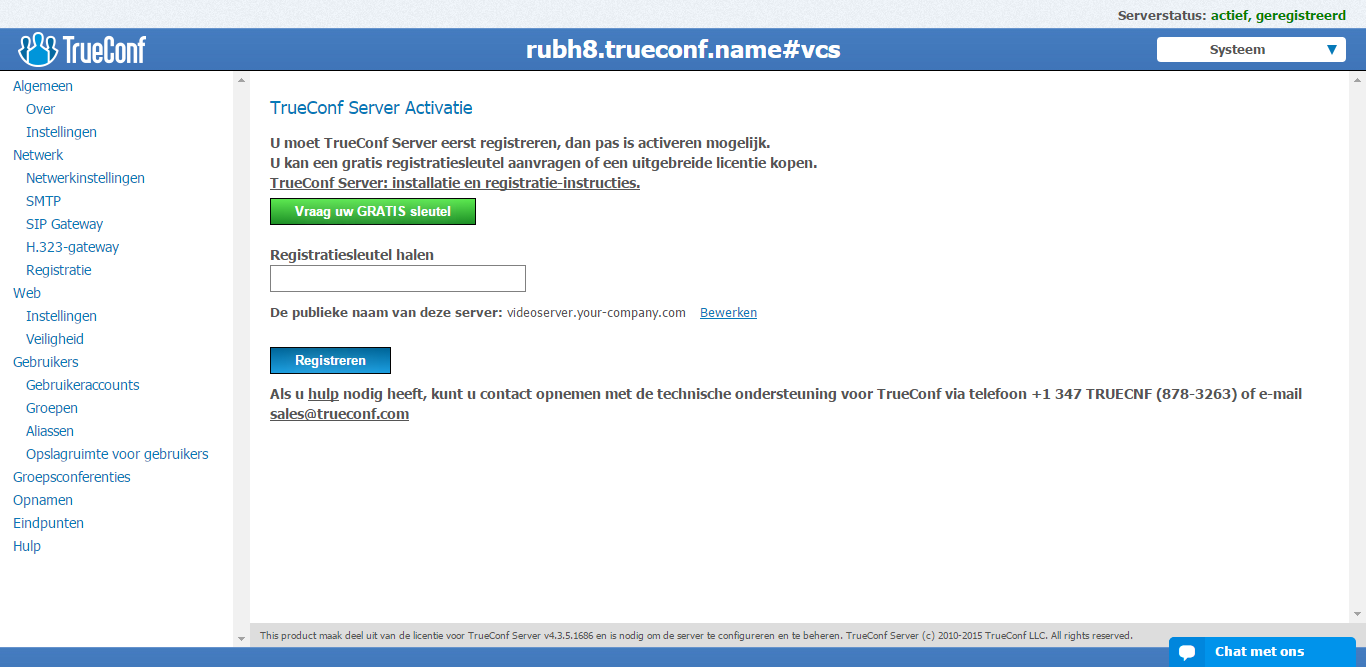 Serverstatus: actief, geregistreerd
TrueConf
rubh8.trueconf.name#vcs
Systeem ▼
Algemeen
Over
Instellingen
Netwerk
Netwerkinstellingen
SMTP
SIP Gateway
H.323-gateway
Registratie
Web
Instellingen
Veiligheid
Gebruikers
Gebruikeraccounts
Groepen
Aliassen
Opslagruimte voor gebruikers
Groepsconferenties
Opnamen
Eindpunten
Hulp
TrueConf Server Activatie
U moet TrueConf Server eerst registreren, dan pas is activeren mogelijk.
U kan een gratis registratiesleutel aanvragen of een uitgebreide licentie kopen.
TrueConf Server: installatie en registratie-instructies.
Vraag uw GRATIS sleutel
Registratiesleutel halen
De publieke naam van deze server: videoserver.your-company.com Bewerken
Registreren
Als u hulp nodig heeft, kunt u contact opnemen met de technische ondersteuning voor TrueConf via telefoon +1 347 TRUECNF (878-3263) of e-mail
sales@trueconf.com
This product maak deel uit van de licentie voor TrueConf Server v4.3.5.1686 en is nodig om de server te configureren en te beheren. TrueConf Server (c) 2010-2015 TrueConf LLC. All rights reserved.
Chat met ons